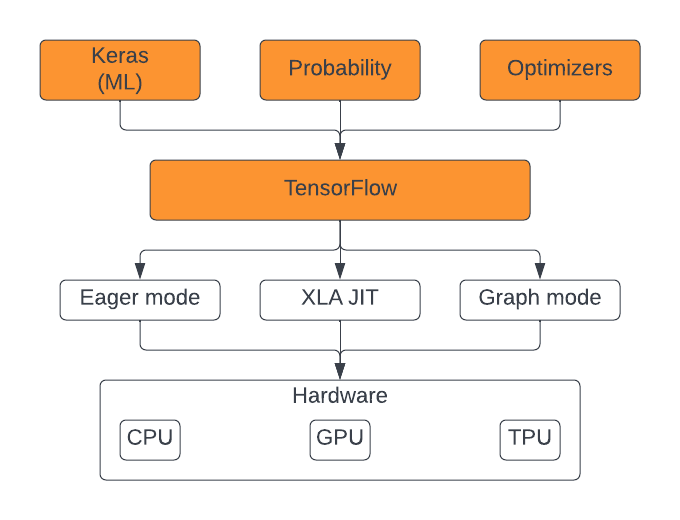 Keras
(ML)
Probability
Optimizers
TensorFlow
Eager mode
XLA JIT
Graph mode
Hardware
CPU
GPU
TPU